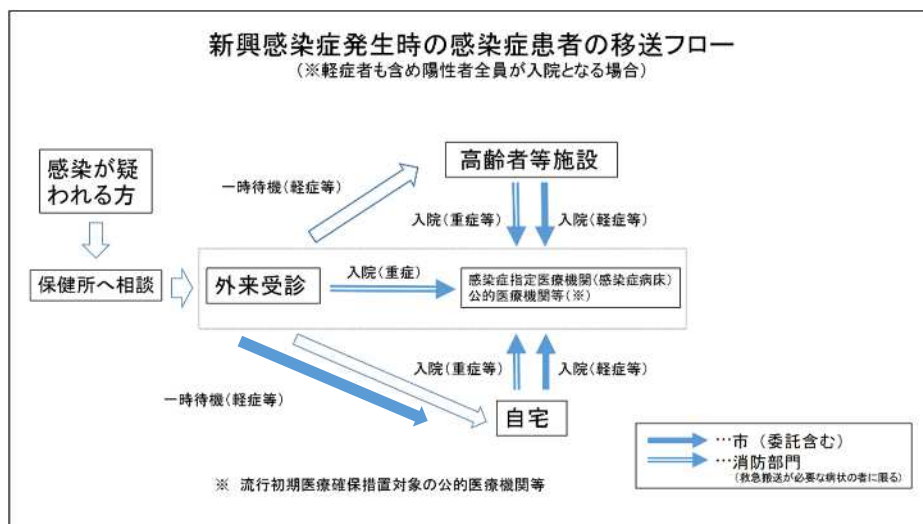 新興感染症発生時の感染症患者の移送フロー
(※軽症者も含め陽性者全員が入院となる場合)
感染が疑
われる方
高齢者等施設
一時待機(軽症等)
入院(重症等)
入院(軽症等)
保健所へ相談
外来受診
入院(重症)
感染症指定医療機関(感染症病床)
公的医療機関等(※)
入院(重症等)
入院(軽症等)
一時待機(軽症等)
自宅
…市（委託含む）
…消防部門
(救急搬送が必要な病状の者に限る)
※ 流行初期医療確保措置対象の公的医療機関等